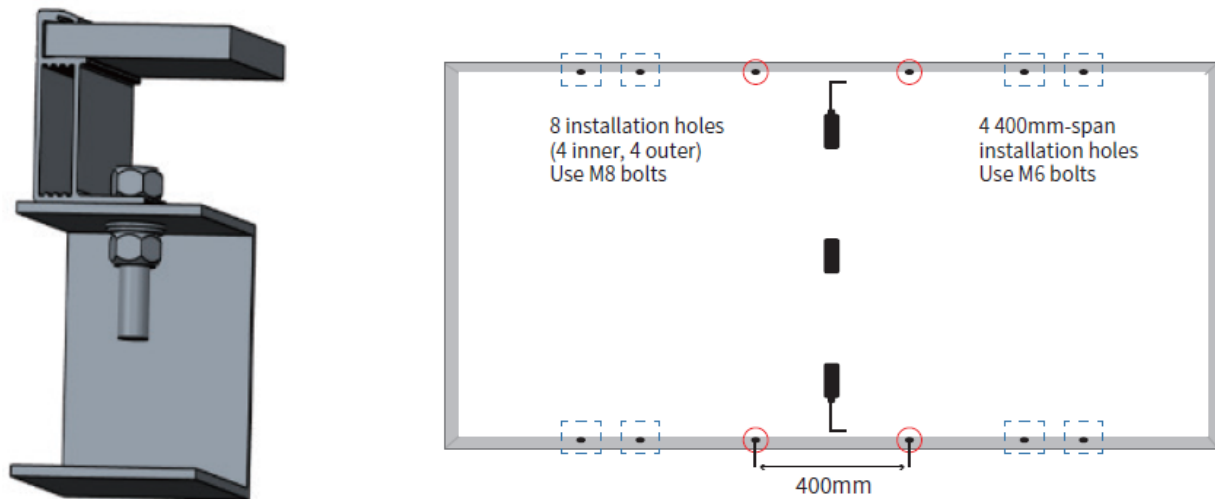 8 installation holes
(4 inner, 4 outer)
Use M8 bolts
4 400mm-span
installation holes
Use M6 bolts
400mm